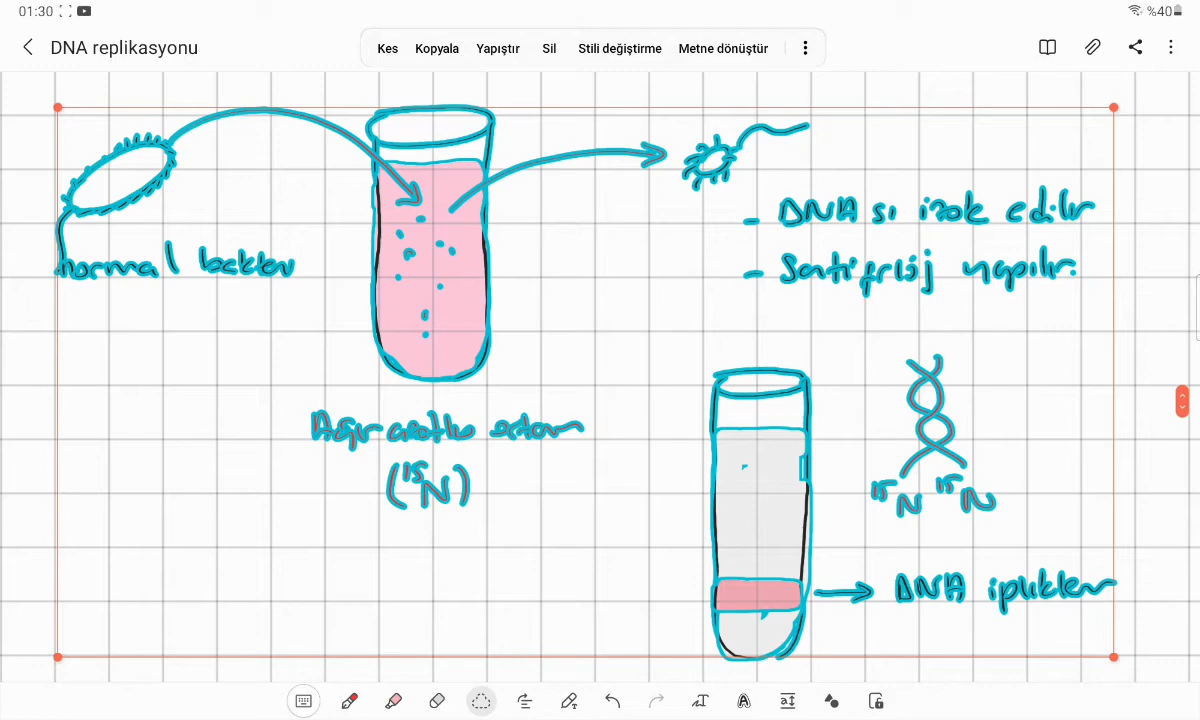 01:30
%40
DNA replikasyonu
Kes Kopyala Yapıştır Sil Stili değiştirme Metne dönüştür
- DNA sı izole edilir
- Santifrüj yapılır.
normal bakteri
Ağır azotlu ortam
(¹⁵N)
¹⁵N ¹⁵N
DNA iplikleri